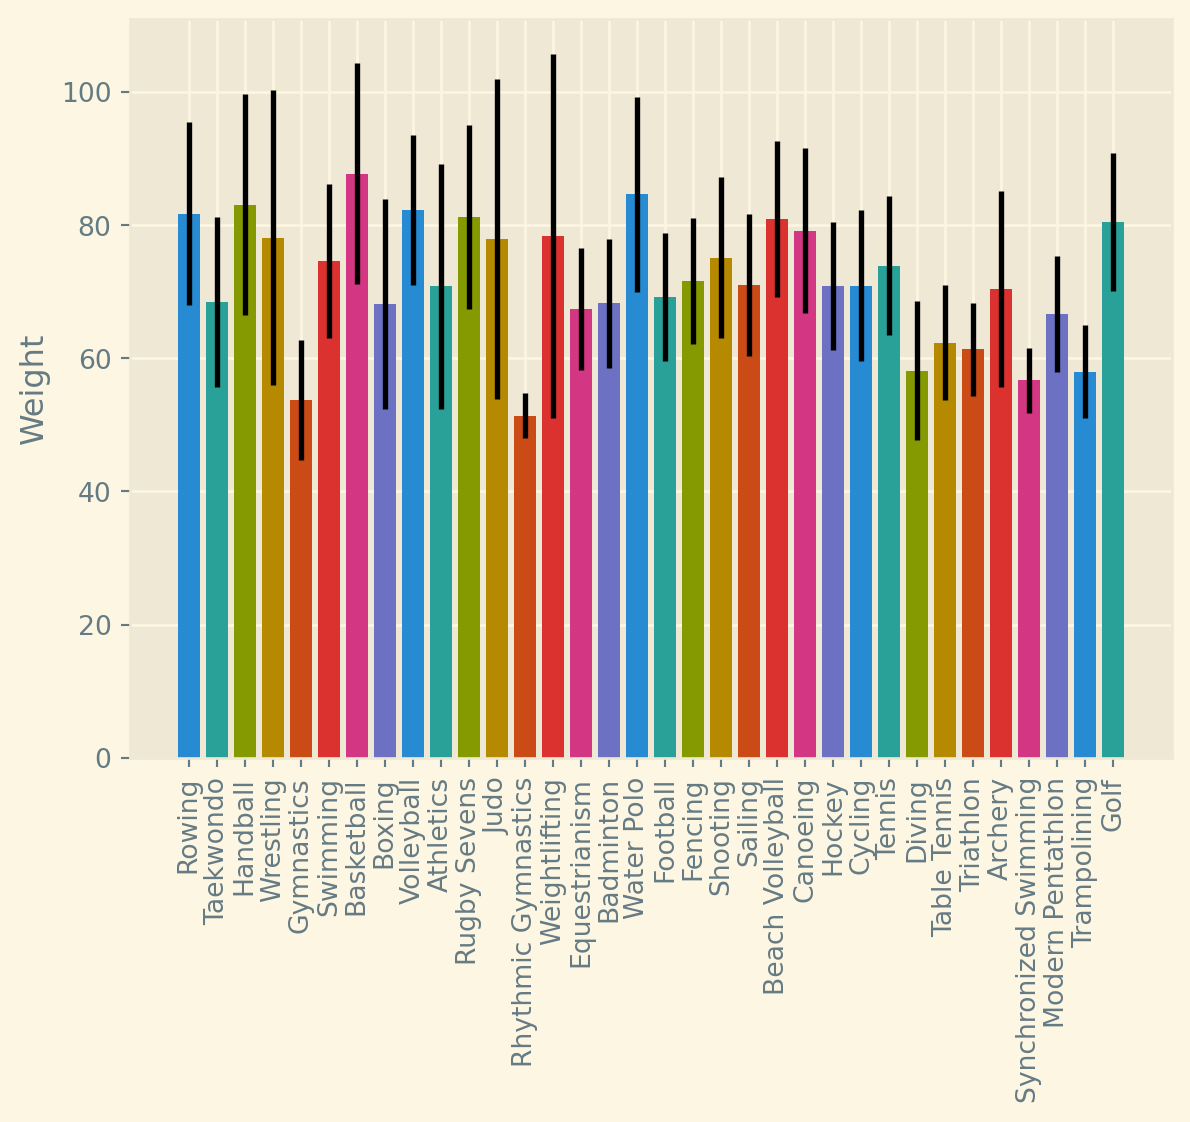 Weight
100
80
60
40
20
0
Rowing
Taekwondo
Handball
Wrestling
Gymnastics
Swimming
Basketball
Boxing
Volleyball
Athletics
Rugby Sevens
Judo
Rhythmic Gymnastics
Weightlifting
Equestrianism
Badminton
Water Polo
Football
Fencing
Shooting
Sailing
Beach Volleyball
Canoeing
Hockey
Cycling
Tennis
Diving
Table Tennis
Triathlon
Archery
Synchronized Swimming
Modern Pentathlon
Trampolining
Golf